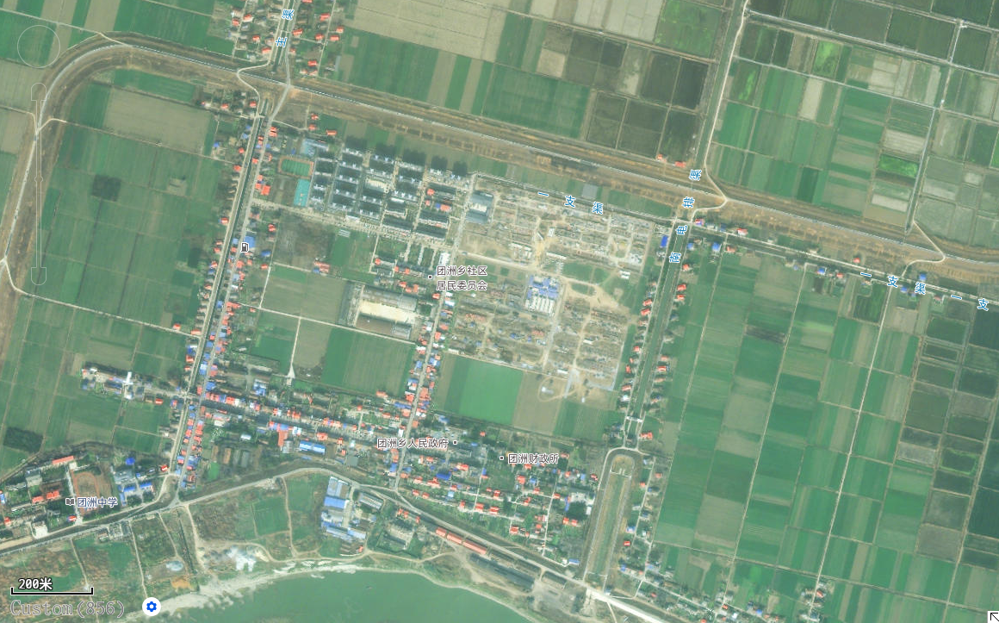 一支渠
团洲乡社区
居民委员会
一支渠一支
团洲乡人民政府
团洲财政所
团洲中学
200米
Custom(856)